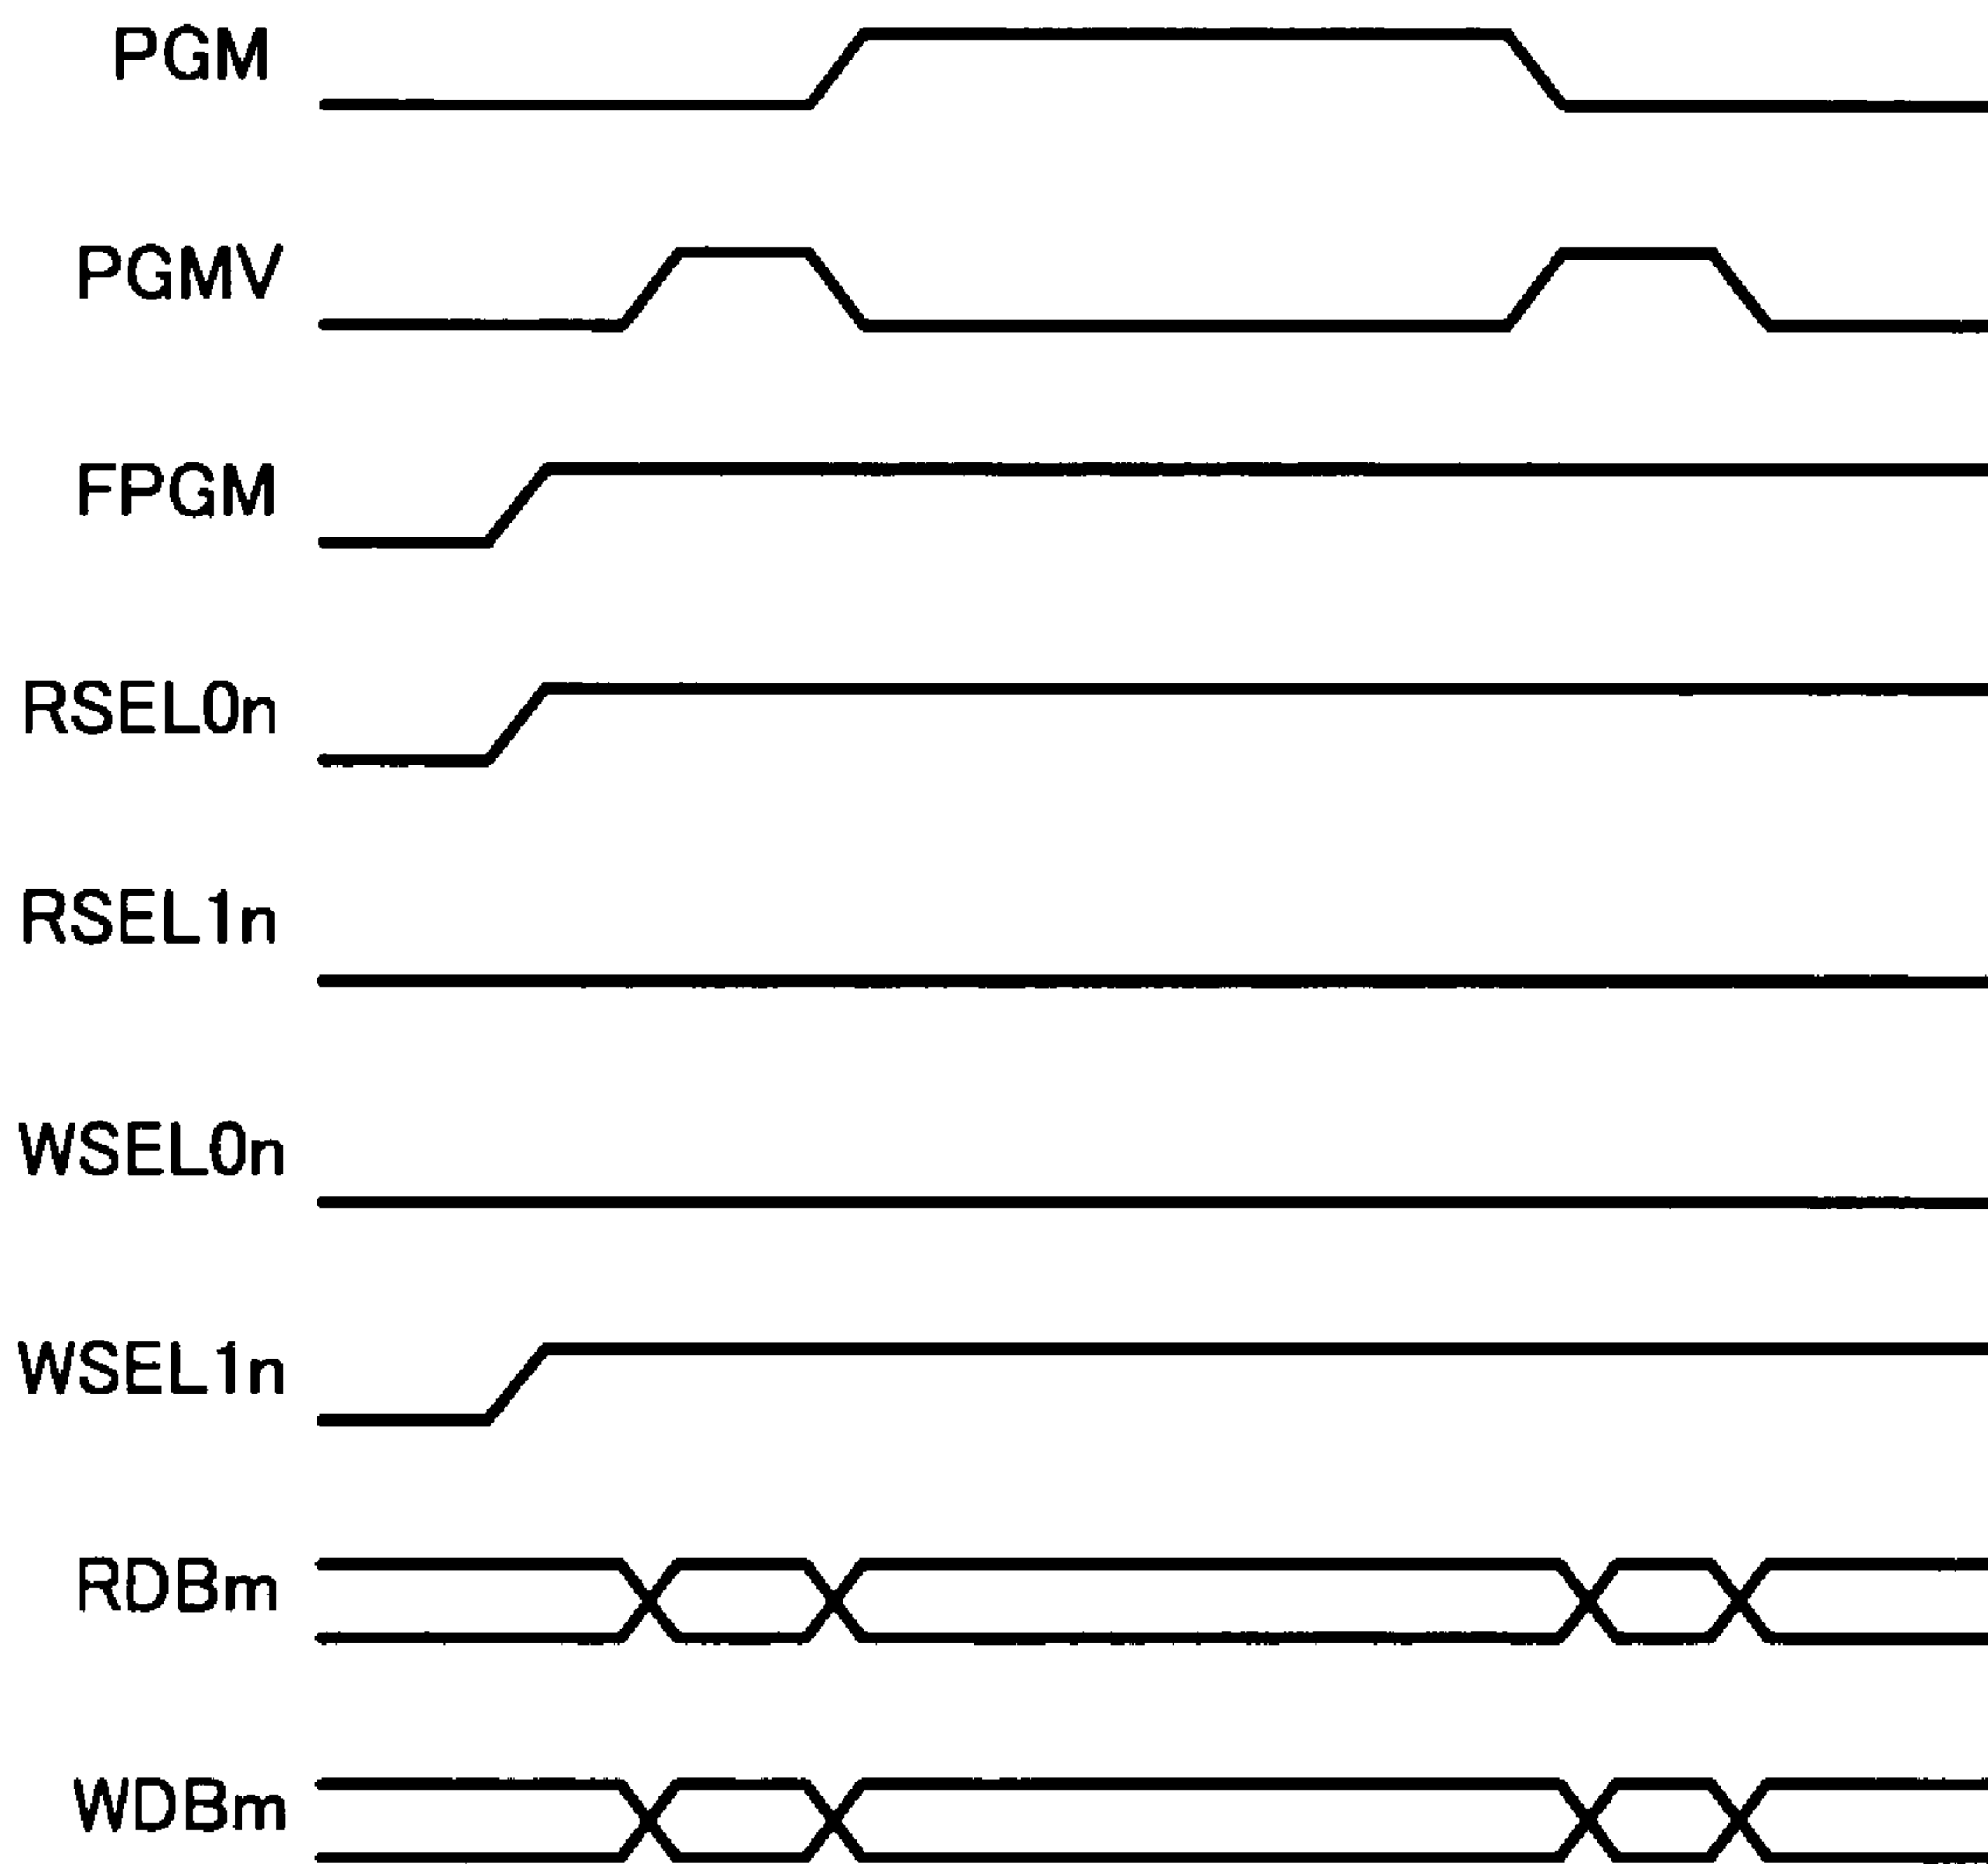 PGM
PGMV
FPGM
RSEL0n
RSEL1n
WSEL0n
WSEL1n
RDBm
WDBm